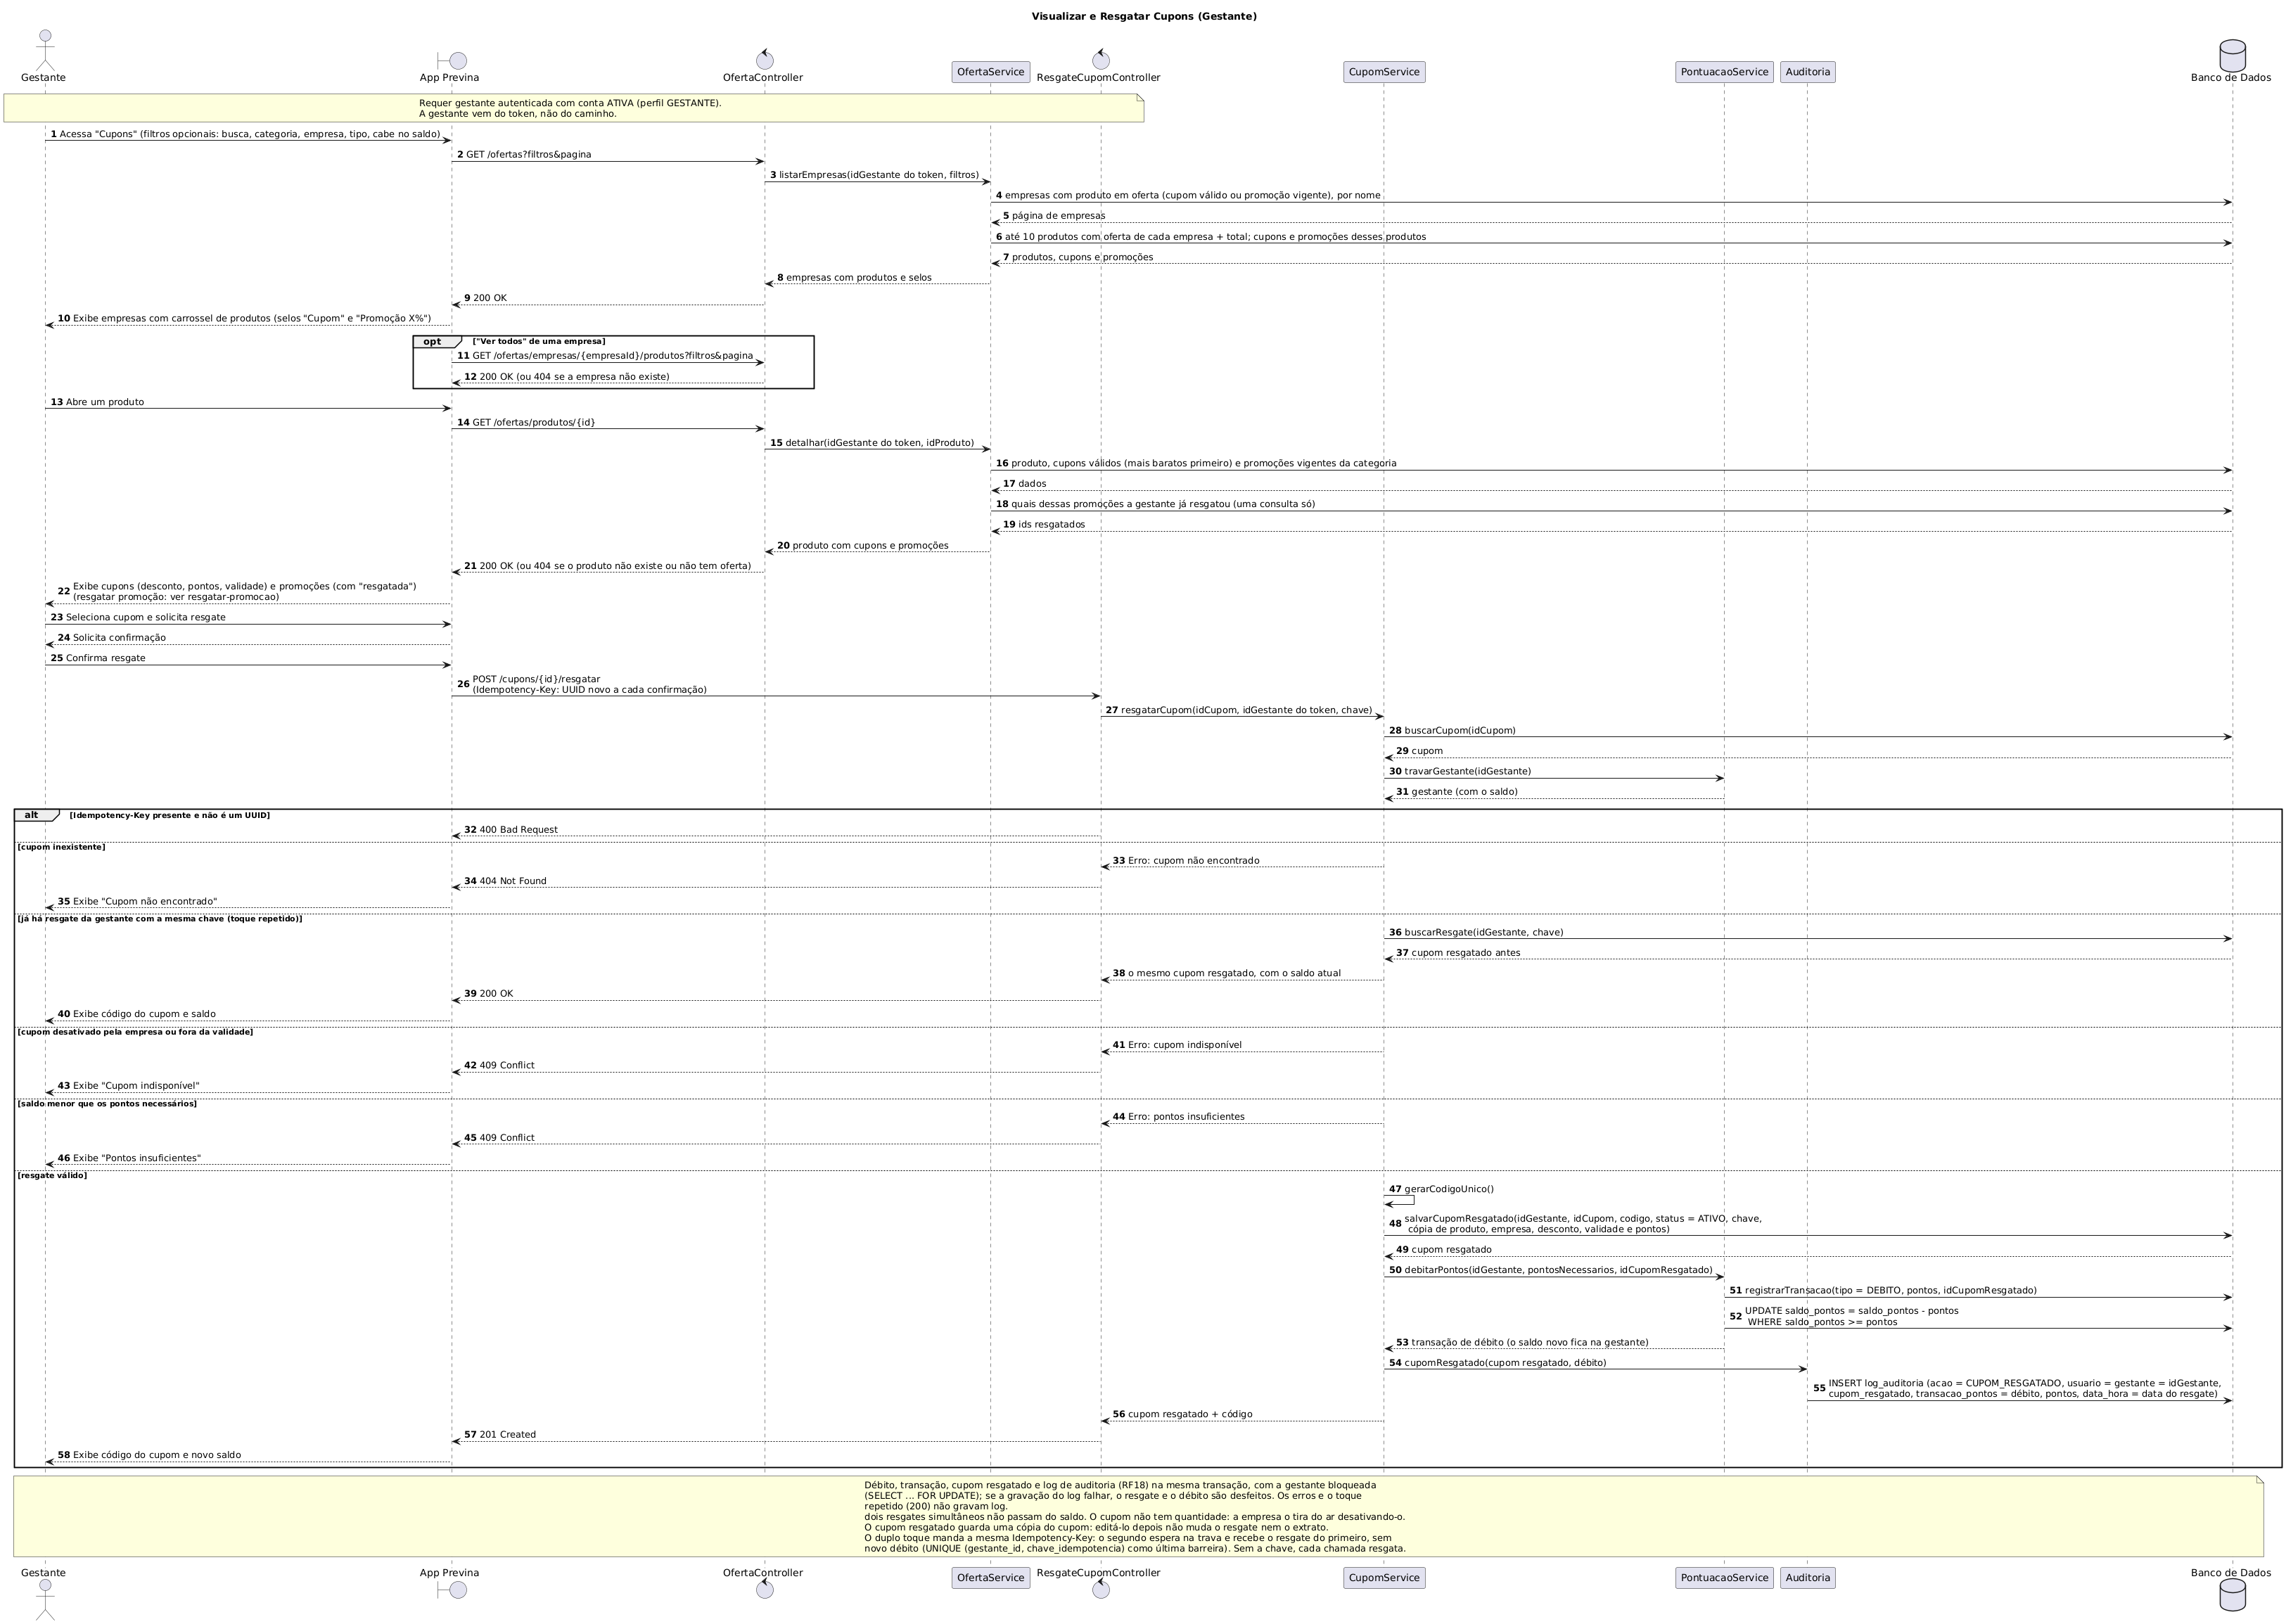 Visualizar e Resgatar Cupons (Gestante)
Gestante
App Previna
OfertaController
OfertaService
ResgateCupomController
CupomService
PontuacaoService
Auditoria
Banco de Dados
Requer gestante autenticada com conta ATIVA (perfil GESTANTE).
A gestante vem do token, não do caminho.
1 Acessa "Cupons" (filtros opcionais: busca, categoria, empresa, tipo, cabe no saldo)
2 GET /ofertas?filtros&pagina
3 listarEmpresas(idGestante do token, filtros)
4 empresas com produto em oferta (cupom válido ou promoção vigente), por nome
5 página de empresas
6 até 10 produtos com oferta de cada empresa + total; cupons e promoções desses produtos
7 produtos, cupons e promoções
8 empresas com produtos e selos
9 200 OK
10 Exibe empresas com carrossel de produtos (selos "Cupom" e "Promoção X%")
opt ["Ver todos" de uma empresa]
11 GET /ofertas/empresas/{empresaId}/produtos?filtros&pagina
12 200 OK (ou 404 se a empresa não existe)
13 Abre um produto
14 GET /ofertas/produtos/{id}
15 detalhar(idGestante do token, idProduto)
16 produto, cupons válidos (mais baratos primeiro) e promoções vigentes da categoria
17 dados
18 quais dessas promoções a gestante já resgatou (uma consulta só)
19 ids resgatados
20 produto com cupons e promoções
21 200 OK (ou 404 se o produto não existe ou não tem oferta)
22 Exibe cupons (desconto, pontos, validade) e promoções (com "resgatada")
(resgatar promoção: ver resgatar-promocao)
23 Seleciona cupom e solicita resgate
24 Solicita confirmação
25 Confirma resgate
26 POST /cupons/{id}/resgatar
(Idempotency-Key: UUID novo a cada confirmação)
27 resgatarCupom(idCupom, idGestante do token, chave)
28 buscarCupom(idCupom)
29 cupom
30 travarGestante(idGestante)
31 gestante (com o saldo)
alt [Idempotency-Key presente e não é um UUID]
32 400 Bad Request
[cupom inexistente]
33 Erro: cupom não encontrado
34 404 Not Found
35 Exibe "Cupom não encontrado"
[já há resgate da gestante com a mesma chave (toque repetido)]
36 buscarResgate(idGestante, chave)
37 cupom resgatado antes
38 o mesmo cupom resgatado, com o saldo atual
39 200 OK
40 Exibe código do cupom e saldo
[cupom desativado pela empresa ou fora da validade]
41 Erro: cupom indisponível
42 409 Conflict
43 Exibe "Cupom indisponível"
[saldo menor que os pontos necessários]
44 Erro: pontos insuficientes
45 409 Conflict
46 Exibe "Pontos insuficientes"
[resgate válido]
47 gerarCodigoUnico()
48 salvarCupomResgatado(idGestante, idCupom, codigo, status = ATIVO, chave,
cópia de produto, empresa, desconto, validade e pontos)
49 cupom resgatado
50 debitarPontos(idGestante, pontosNecessarios, idCupomResgatado)
51 registrarTransacao(tipo = DEBITO, pontos, idCupomResgatado)
52 UPDATE saldo_pontos = saldo_pontos - pontos
WHERE saldo_pontos >= pontos
53 transação de débito (o saldo novo fica na gestante)
54 cupomResgatado(cupom resgatado, débito)
55 INSERT log_auditoria (acao = CUPOM_RESGATADO, usuario = gestante = idGestante,
cupom_resgatado, transacao_pontos = débito, pontos, data_hora = data do resgate)
56 cupom resgatado + código
57 201 Created
58 Exibe código do cupom e novo saldo
Débito, transação, cupom resgatado e log de auditoria (RF18) na mesma transação, com a gestante bloqueada
(SELECT ... FOR UPDATE); se a gravação do log falhar, o resgate e o débito são desfeitos. Os erros e o toque
repetido (200) não gravam log.
dois resgates simultâneos não passam do saldo. O cupom não tem quantidade: a empresa o tira do ar desativando-o.
O cupom resgatado guarda uma cópia do cupom: editá-lo depois não muda o resgate nem o extrato.
O duplo toque manda a mesma Idempotency-Key: o segundo espera na trava e recebe o resgate do primeiro, sem
novo débito (UNIQUE (gestante_id, chave_idempotencia) como última barreira). Sem a chave, cada chamada resgata.
Gestante
App Previna
OfertaController
OfertaService
ResgateCupomController
CupomService
PontuacaoService
Auditoria
Banco de Dados